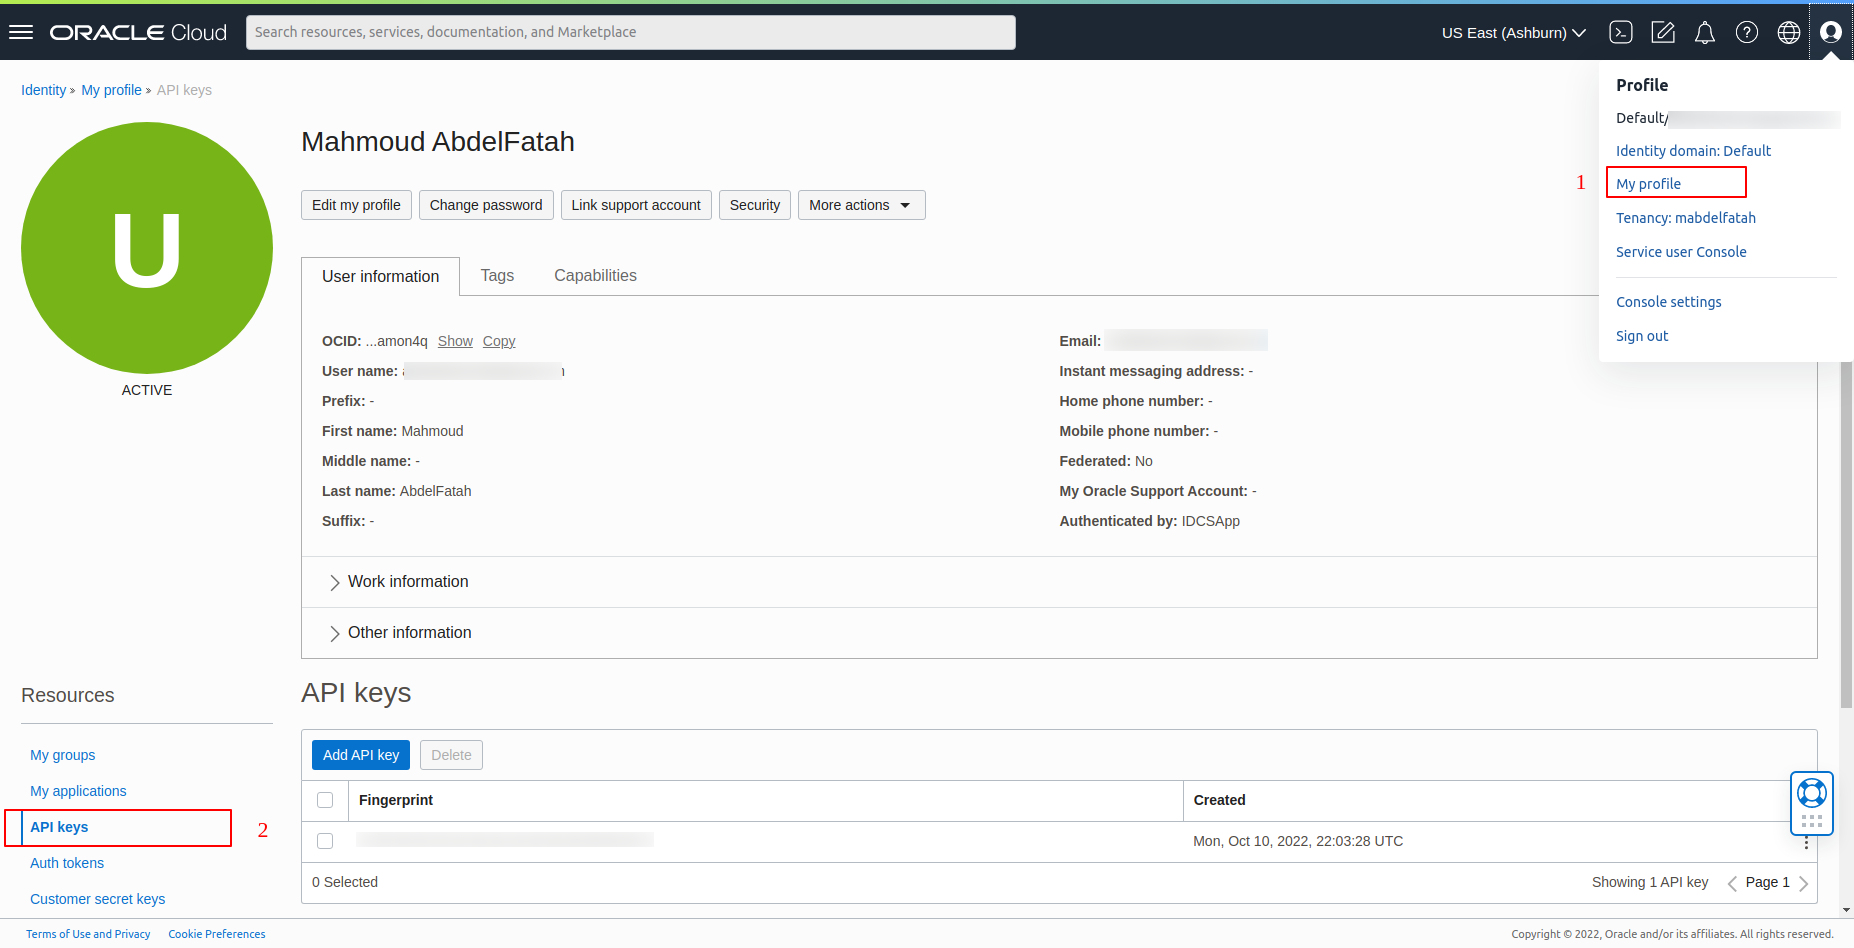 ORACLE Cloud
Search resources, services, documentation, and Marketplace
US East (Ashburn)
Identity » My profile » API keys
U
ACTIVE
Mahmoud AbdelFatah
Edit my profile
Change password
Link support account
Security
More actions
Profile
Default/
Identity domain: Default
1
My profile
Tenancy: mabdelfatah
Service user Console
Console settings
Sign out
User information
Tags
Capabilities
OCID: ...amon4q Show Copy
User name:
Prefix: -
First name: Mahmoud
Middle name: -
Last name: AbdelFatah
Suffix: -
Email:
Instant messaging address: -
Home phone number: -
Mobile phone number: -
Federated: No
My Oracle Support Account: -
Authenticated by: IDCSApp
Work information
Other information
Resources
My groups
My applications
API keys
2
Auth tokens
Customer secret keys
API keys
Add API key
Delete
Fingerprint
Created
Mon, Oct 10, 2022, 22:03:28 UTC
0 Selected
Showing 1 API key
Page 1
Terms of Use and Privacy
Cookie Preferences
Copyright © 2022, Oracle and/or its affiliates. All rights reserved.